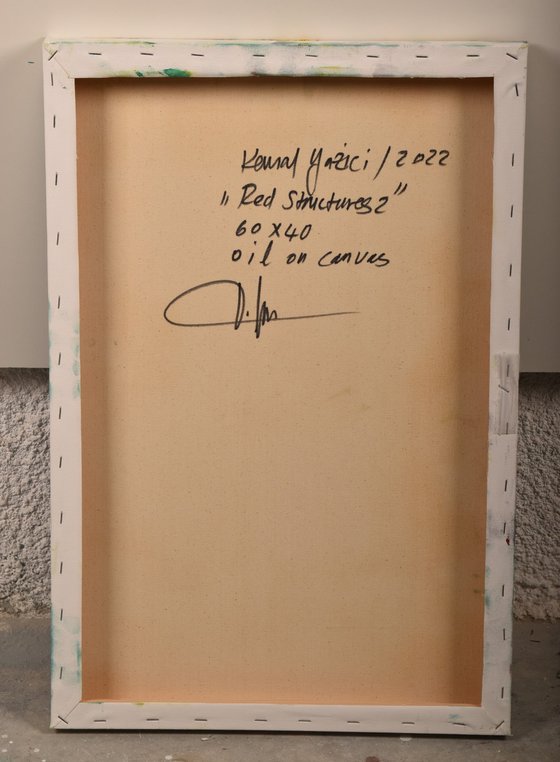 Kemal Yazici / 2022
„Red Structures 2”
60 x 40
oil on canvas